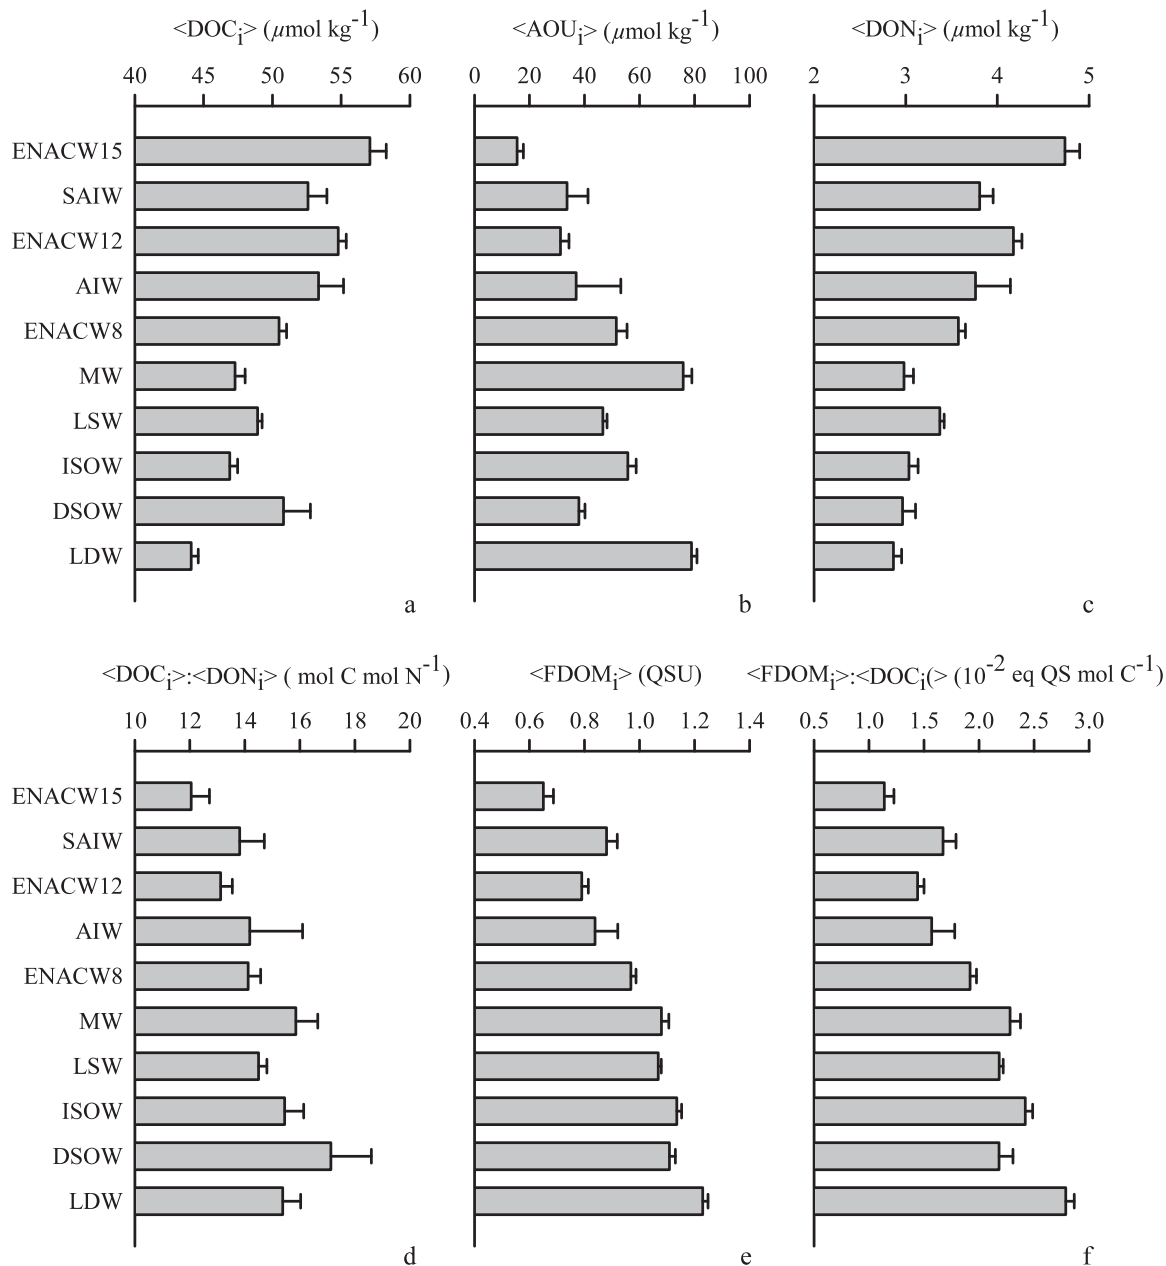 <DOCi> (µmol kg-1) <AOUi> (µmol kg-1) <DONi> (µmol kg-1)
40 45 50 55 60 0 20 40 60 80 100 2 3 4 5
ENACW15
SAIW
ENACW12
AIW
ENACW8
MW
LSW
ISOW
DSOW
LDW
a b c
<DOCi>:<DONi> ( mol C mol N-1) <FDOMi> (QSU) <FDOMi>:<DOCi(> (10-2 eq QS mol C-1)
10 12 14 16 18 20 0.4 0.6 0.8 1.0 1.2 1.4 0.5 1.0 1.5 2.0 2.5 3.0
ENACW15
SAIW
ENACW12
AIW
ENACW8
MW
LSW
ISOW
DSOW
LDW
d e f